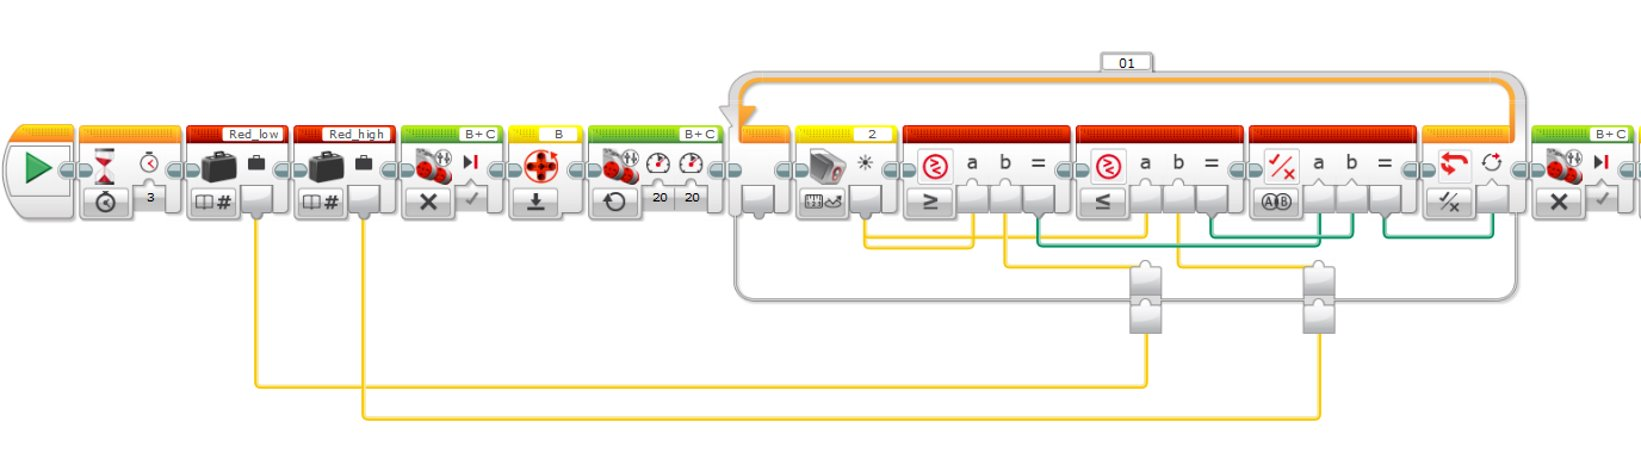 01
Red_low
Red_high
B+C
B
B+C
2
B+C
a b =
a b =
a b =
3
#
#
20 20
≥
≤
A B